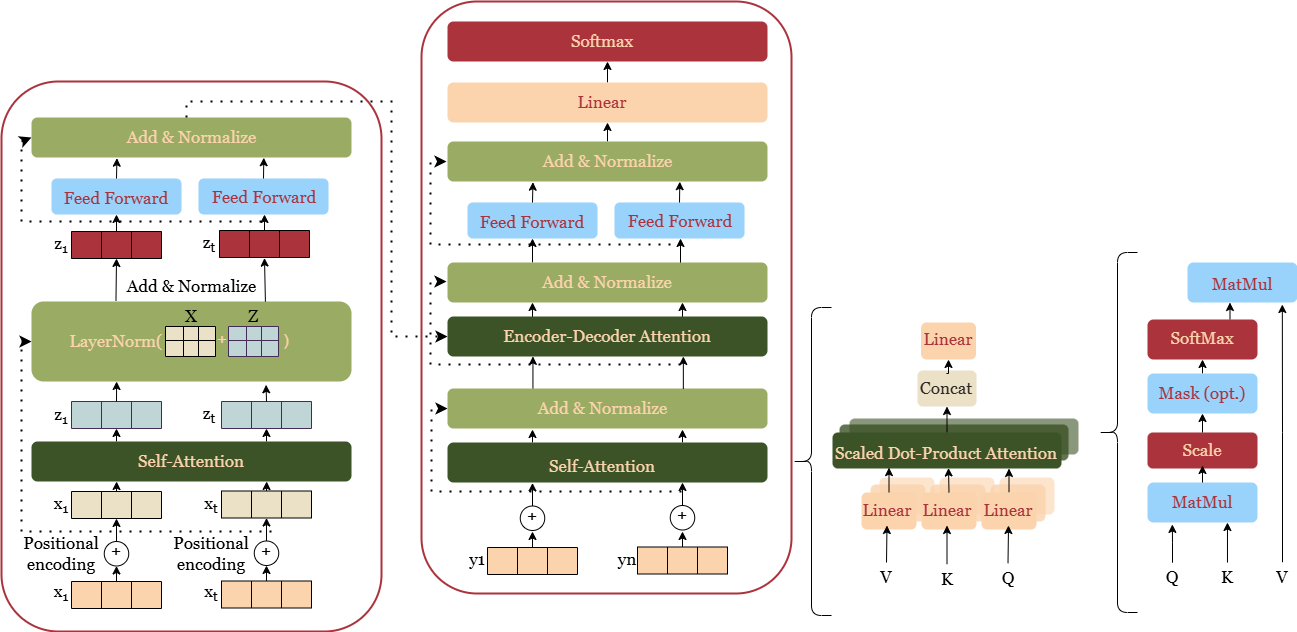 Add & Normalize
Feed Forward
Feed Forward
z1
zt
Add & Normalize
X
Z
LayerNorm(
+
)
z1
zt
Self-Attention
x1
xt
Positional
encoding
+
Positional
encoding
+
x1
xt
Softmax
Linear
Add & Normalize
Feed Forward
Feed Forward
Add & Normalize
Encoder-Decoder Attention
Add & Normalize
Self-Attention
+
+
y1
yn
Linear
Concat
Scaled Dot-Product Attention
Linear
Linear
Linear
V
K
Q
MatMul
SoftMax
Mask (opt.)
Scale
MatMul
Q
K
V